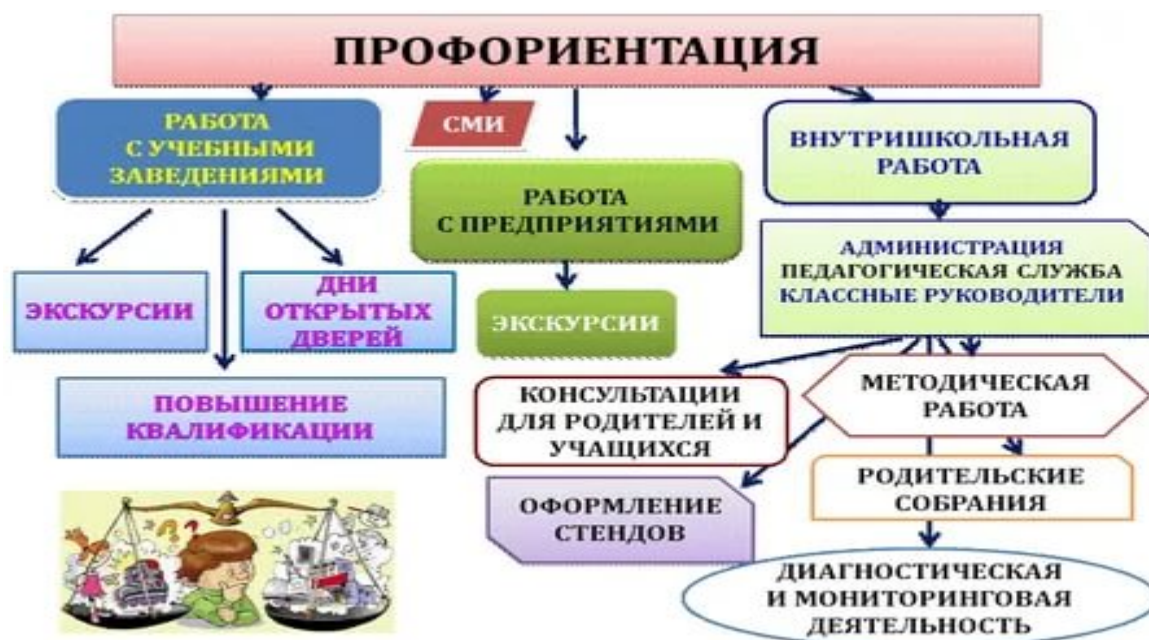 ПРОФОРИЕНТАЦИЯ
РАБОТА
С УЧЕБНЫМИ
ЗАВЕДЕНИЯМИ
ЭКСКУРСИИ
ДНИ
ОТКРЫТЫХ
ДВЕРЕЙ
ПОВЫШЕНИЕ
КВАЛИФИКАЦИИ
СМИ
РАБОТА
С ПРЕДПРИЯТИЯМИ
ЭКСКУРСИИ
ВНУТРИШКОЛЬНАЯ
РАБОТА
АДМИНИСТРАЦИЯ
ПЕДАГОГИЧЕСКАЯ СЛУЖБА
КЛАССНЫЕ РУКОВОДИТЕЛИ
КОНСУЛЬТАЦИИ
ДЛЯ РОДИТЕЛЕЙ И
УЧАЩИХСЯ
МЕТОДИЧЕСКАЯ
РАБОТА
ОФОРМЛЕНИЕ
СТЕНДОВ
РОДИТЕЛЬСКИЕ
СОБРАНИЯ
ДИАГНОСТИЧЕСКАЯ
И МОНИТОРИНГОВАЯ
ДЕЯТЕЛЬНОСТЬ